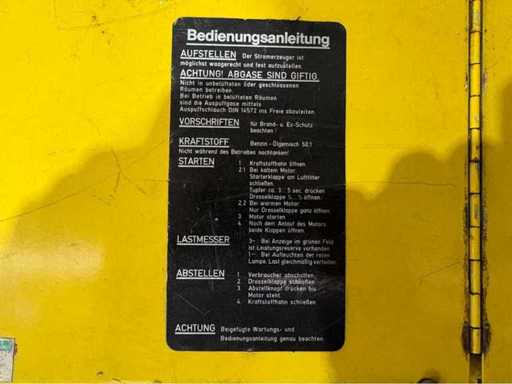 Bedienungsanleitung
AUFSTELLEN Der Stromerzeuger ist
möglichst waagerecht und fest aufzustellen.
ACHTUNG! ABGASE SIND GIFTIG.
Nicht in unbelüfteten oder geschlossenen
Räumen betreiben.
Bei Betrieb in belüfteten Räumen
sind die Auspuffgase mittels
Auspuffschlauch DIN 14572 ins Freie abzuleiten.
VORSCHRIFTEN für Brand- u. Ex-Schutz
beachten!
KRAFTSTOFF Benzin - Ölgemisch 50:1
Nicht während des Betriebes nachtanken!
STARTEN 1. Kraftstoffhahn öffnen.
2.1 Bei kaltem Motor:
Starterklappe am Luftfilter
schließen.
Tupfer ca. 3.. 5 sec. drücken
Drosselklappe öffnen.
2.2 Bei warmem Motor:
Nur Drosselklappe ganz öffnen.
3. Motor starten
4. Nach dem Anlauf des Motors
beide Klappen öffnen.
LASTMESSER 3~ Bei Anzeige im grünen Feld
ist Leistungsreserve vorhanden
1~ Bei Aufleuchten der roten
Lampe, Last gleichmäßig verteilen.
ABSTELLEN 1. Verbraucher abschalten.
2. Drosselklappe schließen
3. Abstellknopf drücken bis
Motor steht.
4. Kraftstoffhahn schließen
ACHTUNG Beigefügte Wartungs- und
Bedienungsanleitung genau beachten.